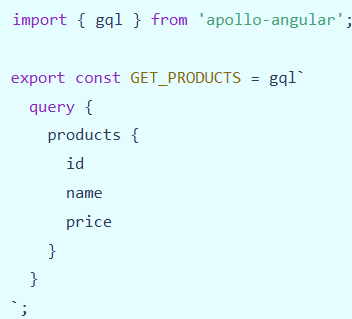 import { gql } from 'apollo-angular';

export const GET_PRODUCTS = gql`
  query {
    products {
      id
      name
      price
    }
  }
`;